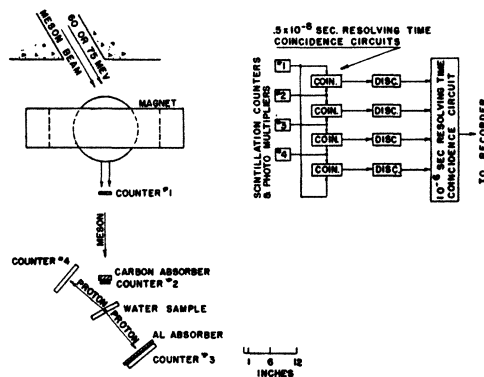 60 OR 75 MEV
MESON BEAM
MAGNET
COUNTER #1
MESON
COUNTER #4
CARBON ABSORBER
COUNTER #2
WATER SAMPLE
PROTON
PROTON
AL ABSORBER
COUNTER #3
1 6 12
INCHES
.5x10⁻⁸ SEC. RESOLVING TIME
COINCIDENCE CIRCUITS
SCINTILLATION COUNTERS
& PHOTO MULTIPLIERS
#1
COIN. DISC.
#2
COIN. DISC.
#3
COIN. DISC.
#4
COIN. DISC.
10⁻⁶ SEC RESOLVING TIME
COINCIDENCE CIRCUIT
TO RECORDER